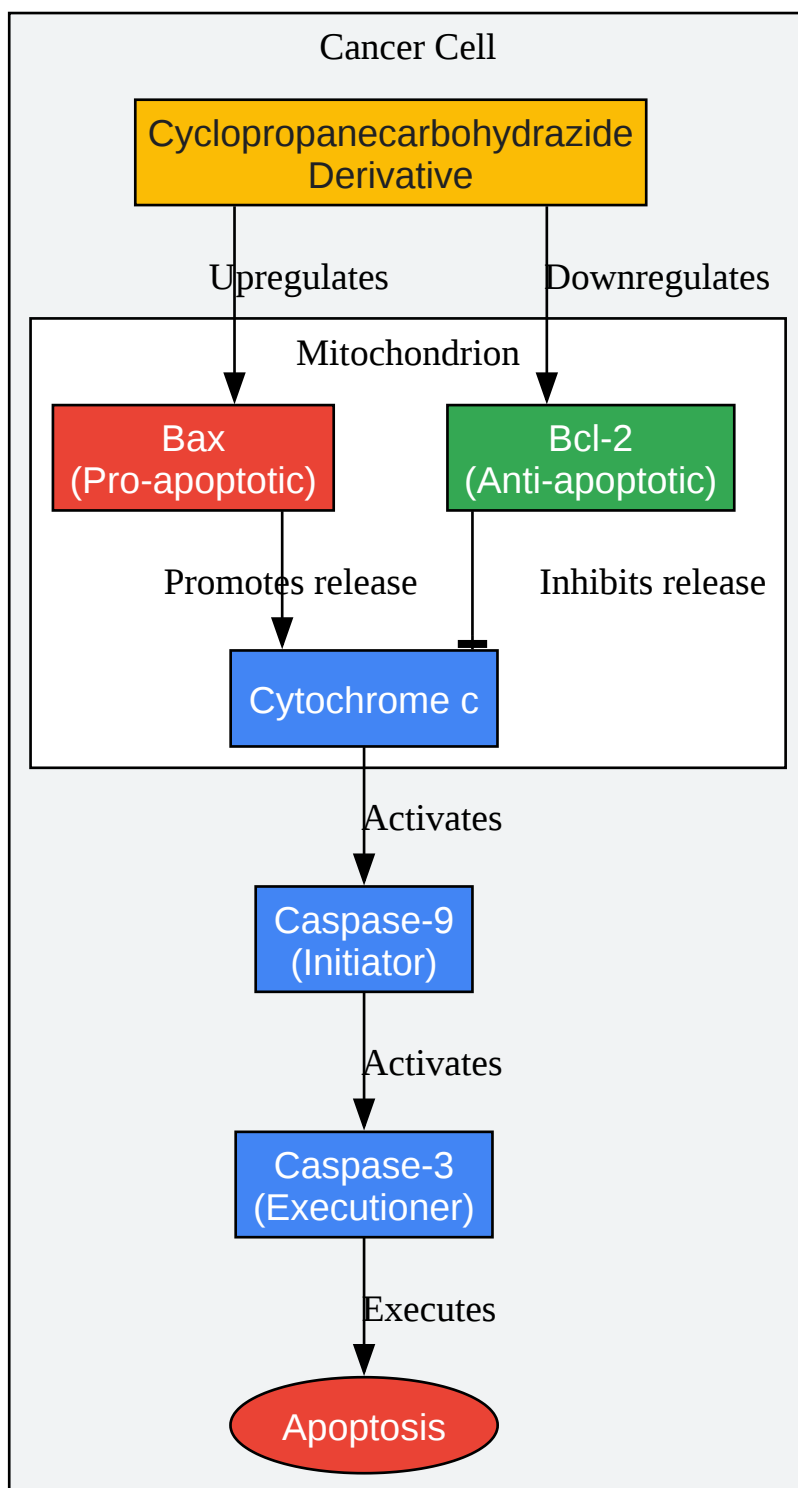 Cancer Cell
Cyclopropanecarbohydrazide
Derivative
Upregulates
Downregulates
Mitochondrion
Bax
(Pro-apoptotic)
Bcl-2
(Anti-apoptotic)
Promotes release
Inhibits release
Cytochrome c
Activates
Caspase-9
(Initiator)
Activates
Caspase-3
(Executioner)
Executes
Apoptosis